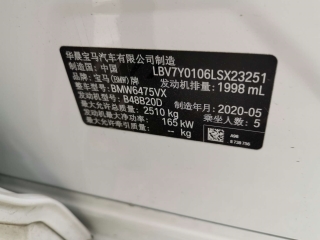 华晨宝马汽车有限公司制造
制造国: 中国 LBV7Y0106LSX23251
品牌: 宝马(BMW)牌 发动机排量: 1998 mL
整车型号: BMW6475VX
发动机型号: B48B20D 制造年月: 2020-05
最大允许总质量: 2510 kg
发动机最大净功率: 165 kW 乘坐人数: 5